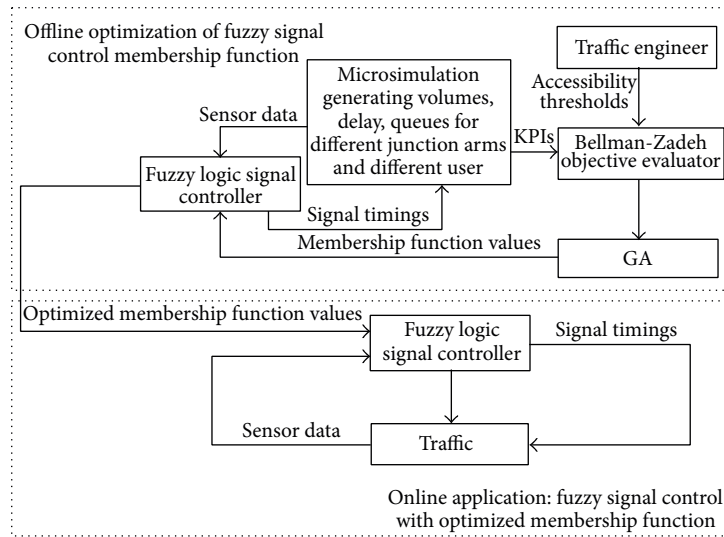 Offline optimization of fuzzy signal
control membership function
Traffic engineer
Microsimulation
generating volumes,
delay, queues for
different junction arms
and different user
Accessibility
thresholds
Sensor data
KPIs
Bellman-Zadeh
objective evaluator
Fuzzy logic signal
controller
Signal timings
Membership function values
GA
Optimized membership function values
Fuzzy logic
signal controller
Signal timings
Sensor data
Traffic
Online application: fuzzy signal control
with optimized membership function